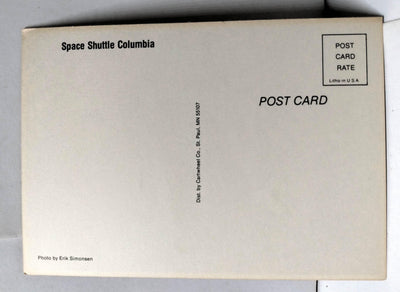 Space Shuttle Columbia
POST
CARD
RATE
Litho in U S A
POST CARD
Dist. by Cartwheel Co., St. Paul, MN 55107
Photo by Erik Simonsen